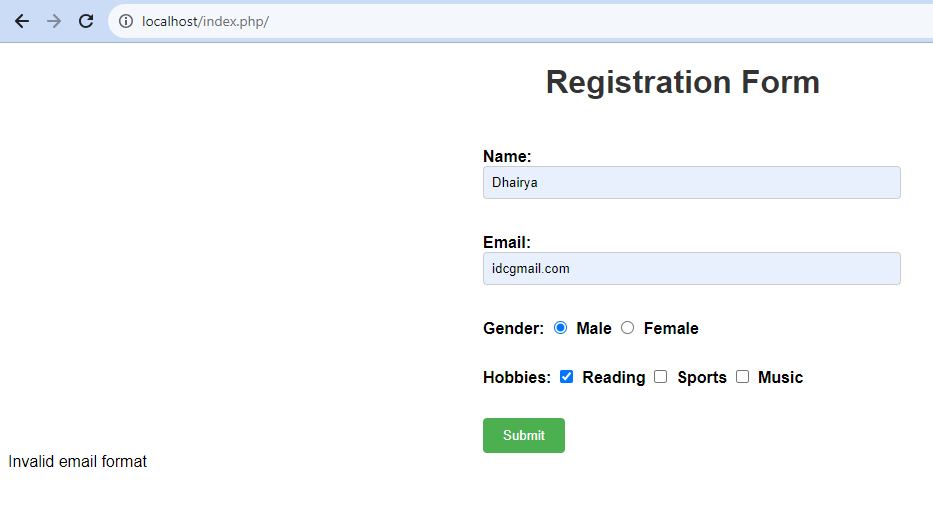 localhost/index.php/
Registration Form
Name:
Dhairya
Email:
idcgmail.com
Gender: Male Female
Hobbies: Reading Sports Music
Submit
Invalid email format